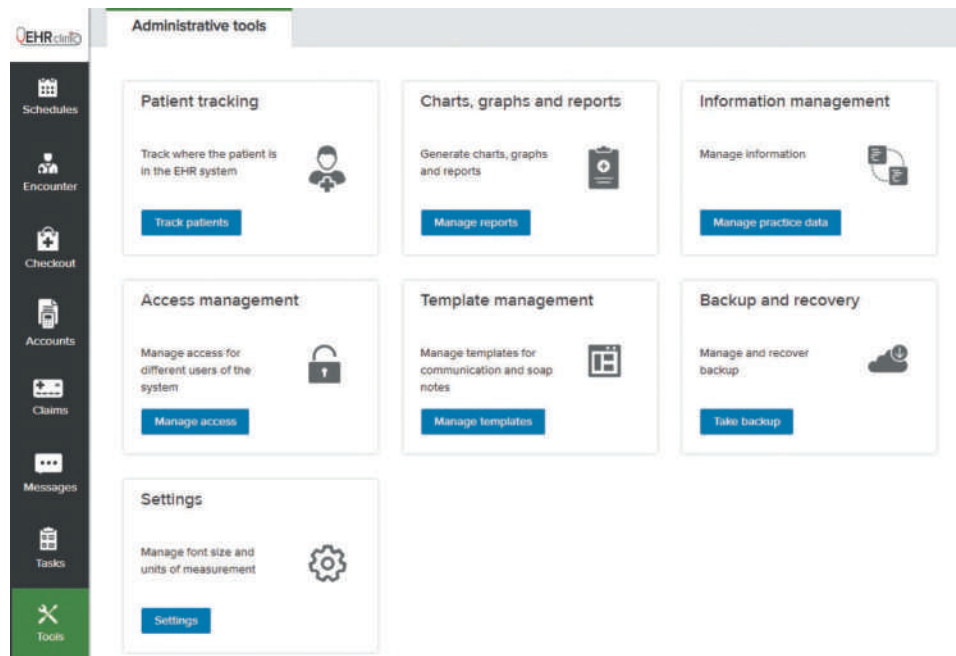 EHR clinic
Administrative tools
Schedules
Encounter
Checkout
Accounts
Claims
Messages
Tasks
Tools
Patient tracking
Track where the patient is
in the EHR system
Track patients
Charts, graphs and reports
Generate charts, graphs
and reports
Manage reports
Information management
Manage information
Manage practice data
Access management
Manage access for
different users of the
system
Manage access
Template management
Manage templates for
communication and soap
notes
Manage templates
Backup and recovery
Manage and recover
backup
Take backup
Settings
Manage font size and
units of measurement
Settings